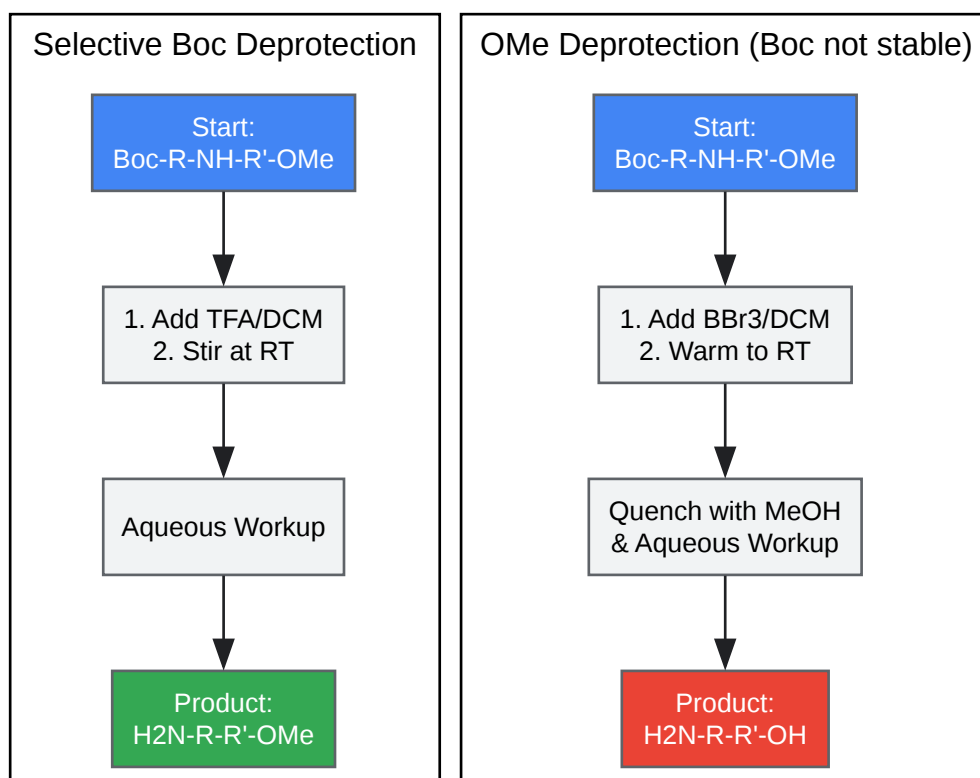 Selective Boc Deprotection
Start:
Boc-R-NH-R'-OMe
1. Add TFA/DCM
2. Stir at RT
Aqueous Workup
Product:
H2N-R-R'-OMe
OMe Deprotection (Boc not stable)
Start:
Boc-R-NH-R'-OMe
1. Add BBr3/DCM
2. Warm to RT
Quench with MeOH
& Aqueous Workup
Product:
H2N-R-R'-OH